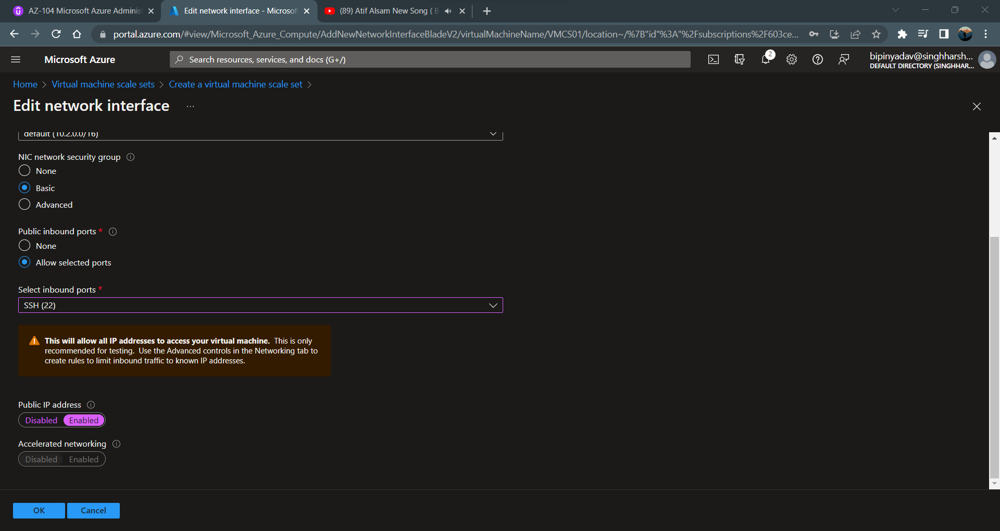 AZ-104 Microsoft Azure Adminis
Edit network interface - Microsof
(89) Atif Alsam New Song ( B
portal.azure.com/#view/Microsoft_Azure_Compute/AddNewNetworkInterfaceBladeV2/virtualMachineName/VMCS01/location~/%7B"id"%3A"%2Fsubscriptions%2F603ce...
Microsoft Azure
Search resources, services, and docs (G+/)
2
bipinyadav@singhharsh...
DEFAULT DIRECTORY (SINGHHAR...
Home > Virtual machine scale sets > Create a virtual machine scale set >
Edit network interface ...
default (10.2.0.0/16)
NIC network security group
None
Basic
Advanced
Public inbound ports *
None
Allow selected ports
Select inbound ports *
SSH (22)
This will allow all IP addresses to access your virtual machine. This is only
recommended for testing. Use the Advanced controls in the Networking tab to
create rules to limit inbound traffic to known IP addresses.
Public IP address
Disabled Enabled
Accelerated networking
Disabled Enabled
OK Cancel